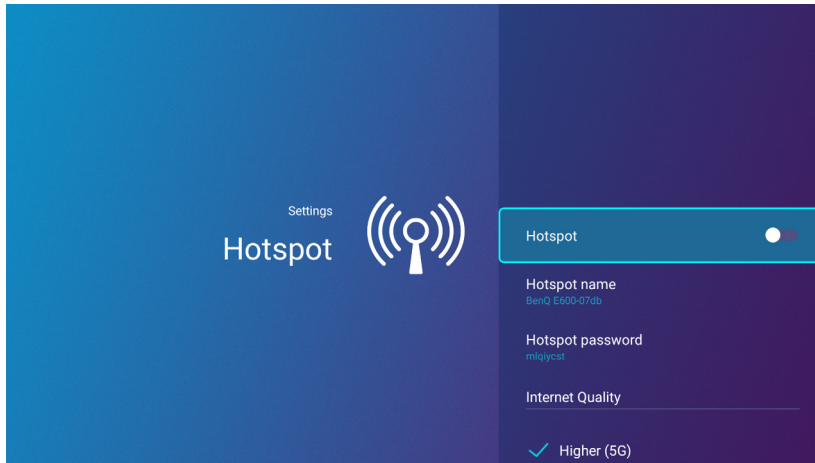 Settings
Hotspot
Hotspot
Hotspot name
BenQ E600-07db
Hotspot password
mlqiycst
Internet Quality
Higher (5G)